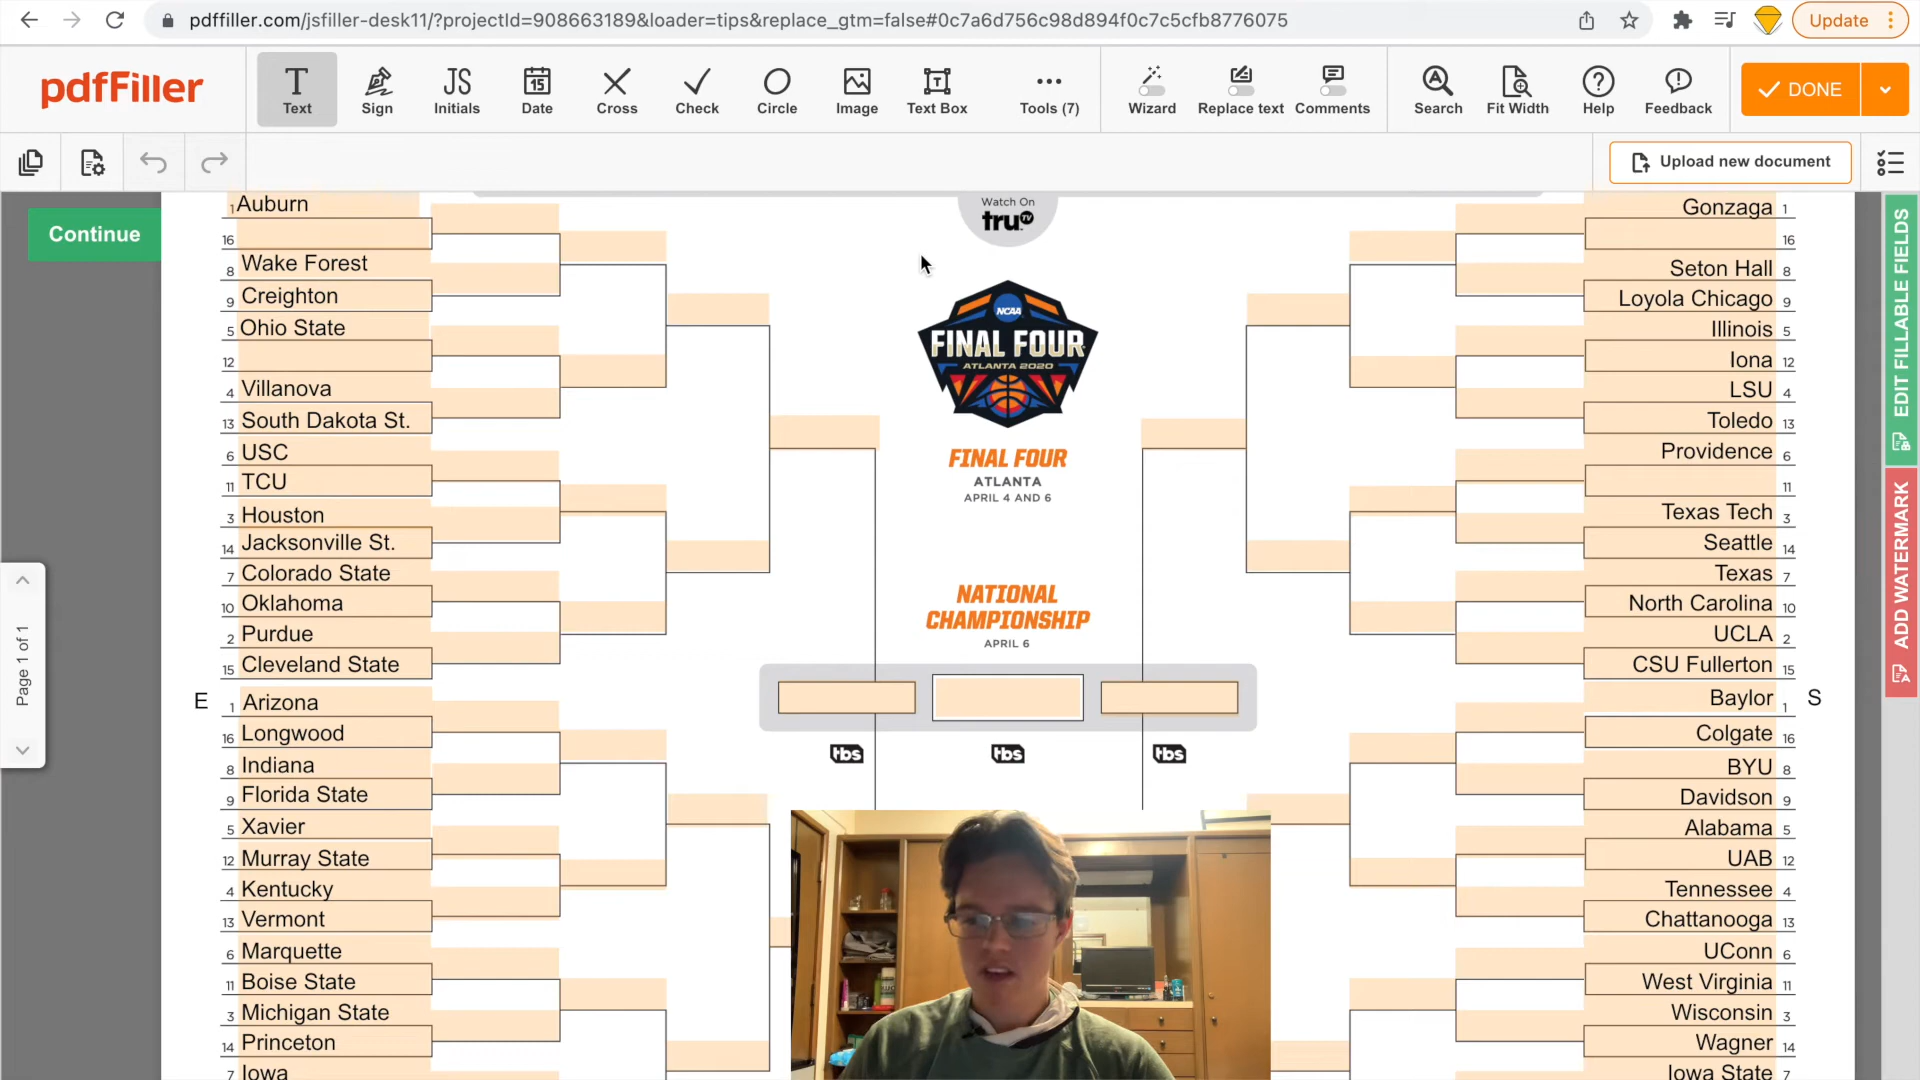 pdffiller.com/jsfiller-desk11/?projectId=908663189&loader=tips&replace_gtm=false#0c7a6d756c98d894f0c7c5cfb8776075
Update
pdfFiller
Text
Sign
Initials
Date
Cross
Check
Circle
Image
Text Box
Tools (7)
Wizard
Replace text
Comments
Search
Fit Width
Help
Feedback
DONE
Upload new document
Continue
Page 1 of 1
1 Auburn
16
8 Wake Forest
9 Creighton
5 Ohio State
12
4 Villanova
13 South Dakota St.
6 USC
11 TCU
3 Houston
14 Jacksonville St.
7 Colorado State
10 Oklahoma
2 Purdue
15 Cleveland State
E
1 Arizona
16 Longwood
8 Indiana
9 Florida State
5 Xavier
12 Murray State
4 Kentucky
13 Vermont
6 Marquette
11 Boise State
3 Michigan State
14 Princeton
7 Iowa
Watch On
truTV
NCAA
FINAL FOUR
ATLANTA 2020
FINAL FOUR
ATLANTA
APRIL 4 AND 6
NATIONAL
CHAMPIONSHIP
APRIL 6
tbs
tbs
tbs
Gonzaga 1
16
Seton Hall 8
Loyola Chicago 9
Illinois 5
Iona 12
LSU 4
Toledo 13
Providence 6
11
Texas Tech 3
Seattle 14
Texas 7
North Carolina 10
UCLA 2
CSU Fullerton 15
Baylor 1
S
Colgate 16
BYU 8
Davidson 9
Alabama 5
UAB 12
Tennessee 4
Chattanooga 13
UConn 6
West Virginia 11
Wisconsin 3
Wagner 14
Iowa State 7
EDIT FILLABLE FIELDS
ADD WATERMARK